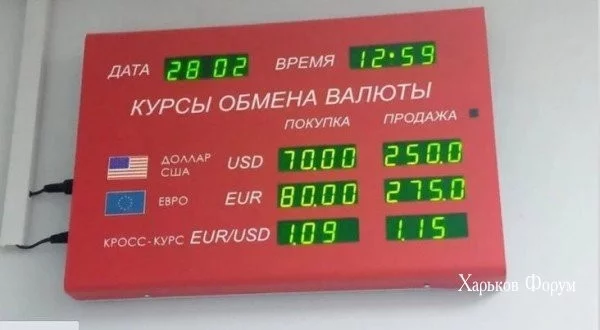 ДАТА 28 02 ВРЕМЯ 12:59
КУРСЫ ОБМЕНА ВАЛЮТЫ
ПОКУПКА ПРОДАЖА
ДОЛЛАР США USD 70.00 250.0
ЕВРО EUR 80.00 275.0
КРОСС-КУРС EUR/USD 1.09 1.15
Харьков Форум